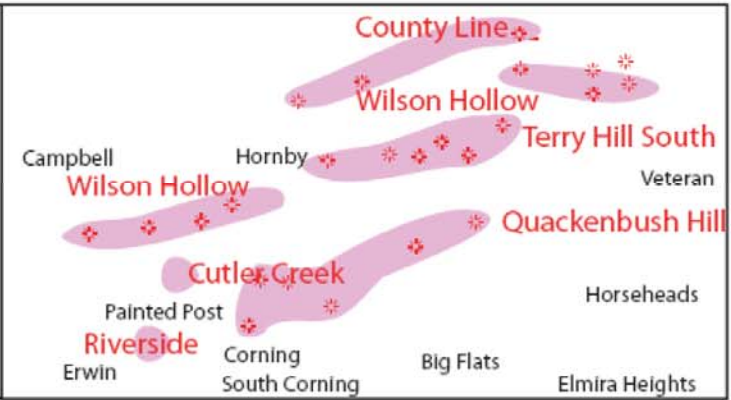 County Line
Wilson Hollow
Terry Hill South
Campbell
Hornby
Veteran
Wilson Hollow
Quackenbush Hill
Cutler Creek
Horseheads
Painted Post
Riverside
Corning
Big Flats
Erwin
South Corning
Elmira Heights